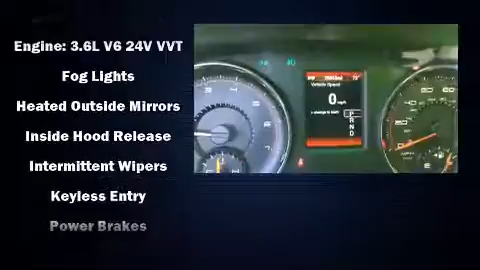 Engine: 3.6L V6 24V VVT
Fog Lights
Heated Outside Mirrors
Inside Hood Release
Intermittent Wipers
Keyless Entry
Power Brakes
Vehicle Speed
0 mph
P
R
N
D